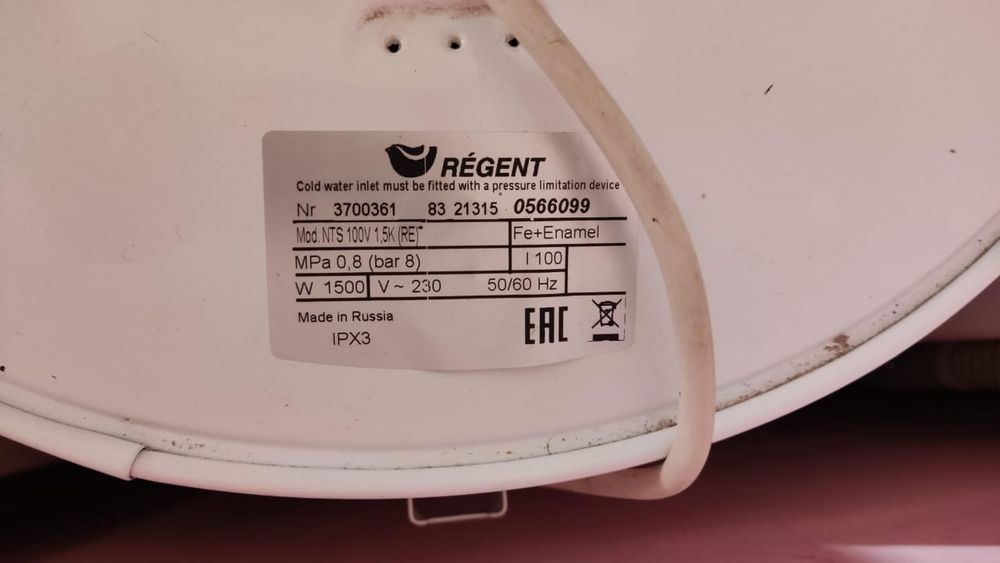 RÉGENT
Cold water inlet must be fitted with a pressure limitation device
Nr 3700361 83 21315 0566099
Mod. NTS 100V 1,5K (RE) Fe+Enamel
MPa 0,8 (bar 8) l 100
W 1500 V ~ 230 50/60 Hz
Made in Russia
IPX3
EAC